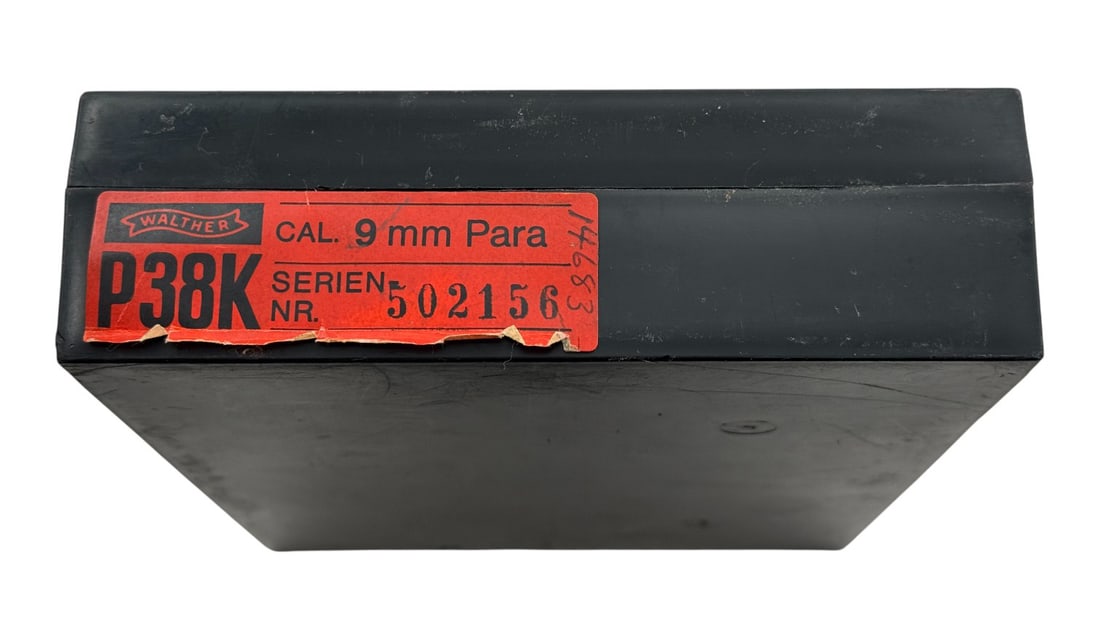 WALTHER
P38K
CAL. 9 mm Para
SERIEN-
NR. 502156
14683